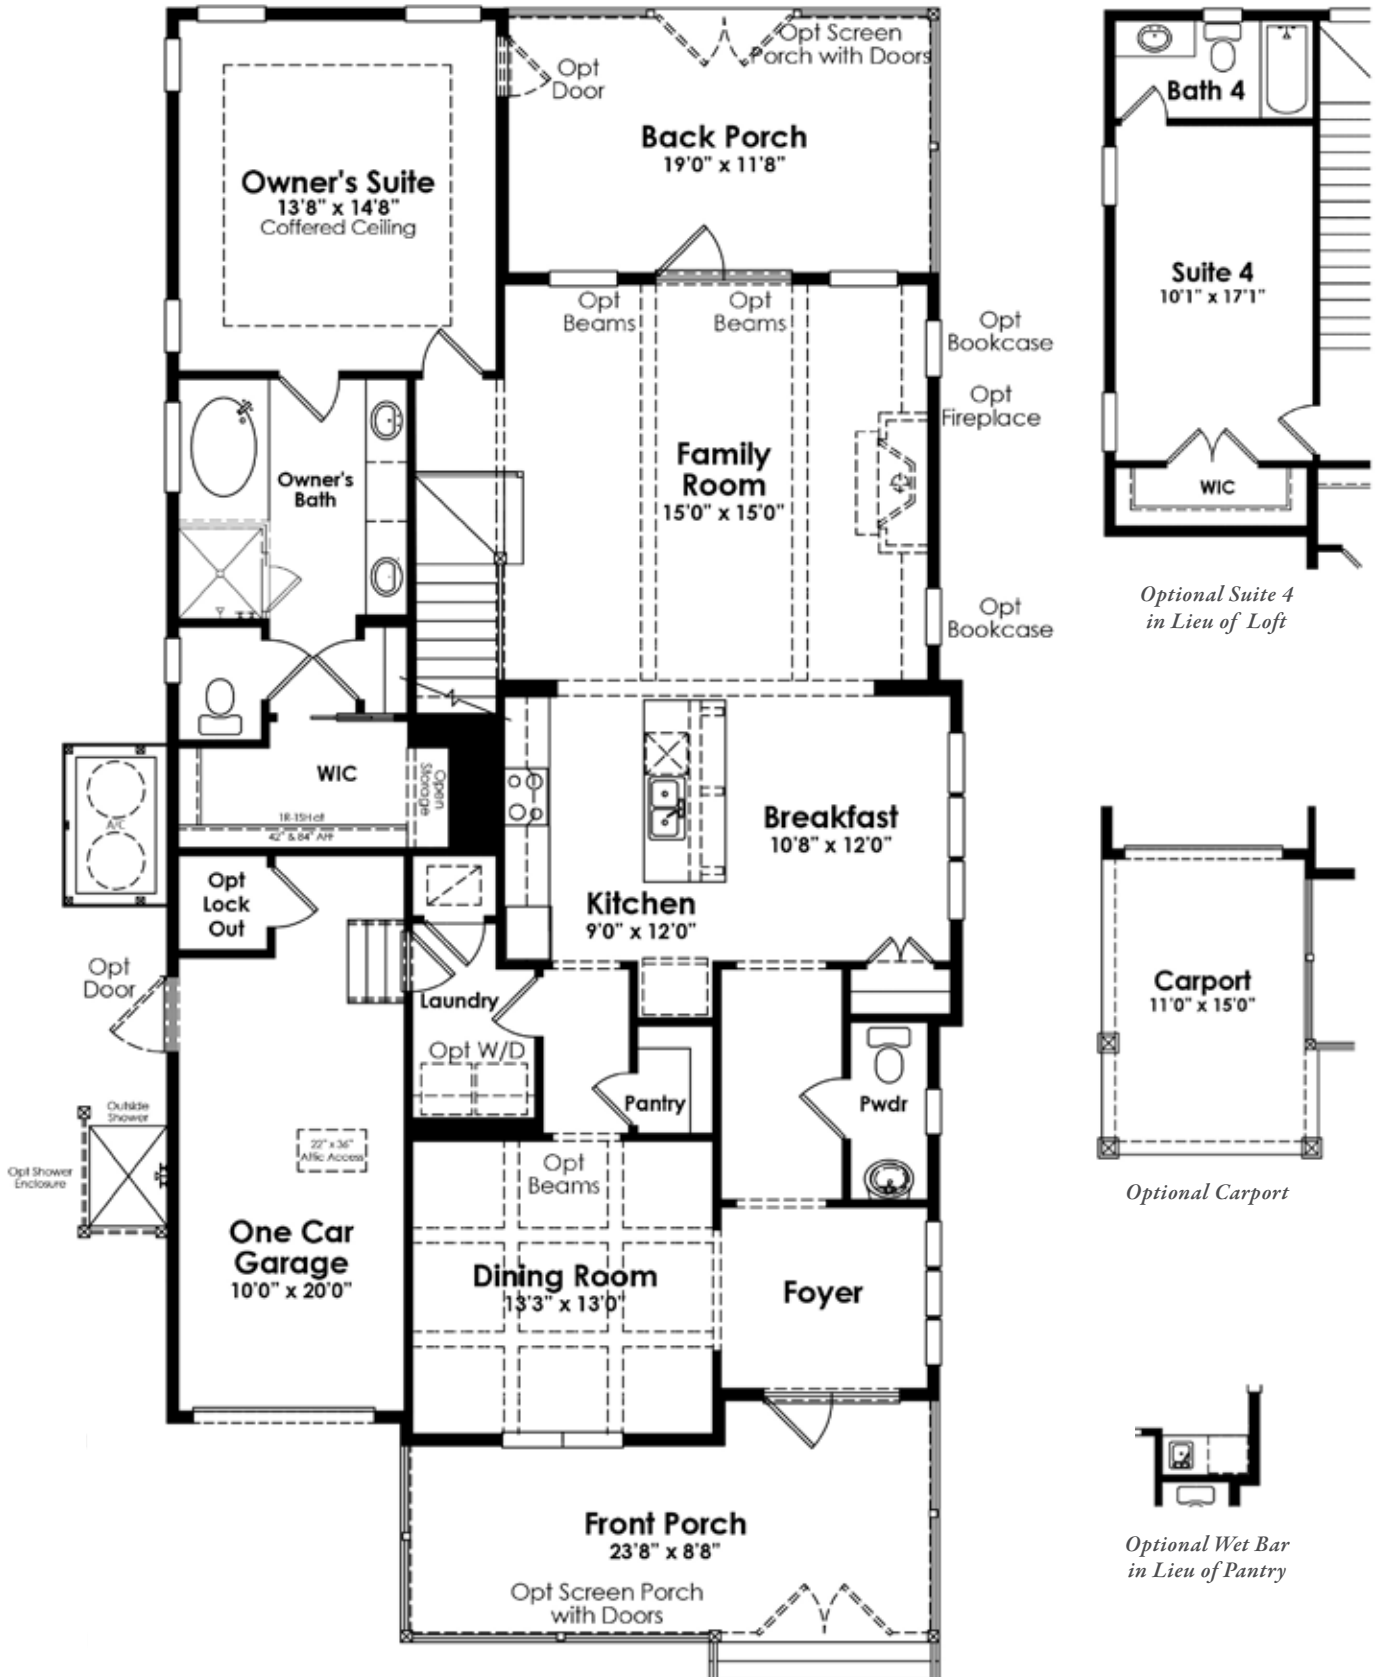 Opt Screen
Porch with Doors
Opt
Door
Back Porch
19'0" x 11'8"
Owner's Suite
13'8" x 14'8"
Coffered Ceiling
Opt
Beams
Opt
Beams
Opt
Bookcase
Opt
Fireplace
Family
Room
15'0" x 15'0"
Owner's
Bath
Opt
Bookcase
WIC
Open
Storage
1R-1SH at
42" & 84" AFF
A/C
Breakfast
10'8" x 12'0"
Kitchen
9'0" x 12'0"
Opt
Lock
Out
Opt
Door
Laundry
Opt W/D
Pantry
Pwdr
Outside
Shower
Opt Shower
Enclosure
22" x 36"
Attic Access
Opt
Beams
One Car
Garage
10'0" x 20'0"
Dining Room
13'3" x 13'0"
Foyer
Front Porch
23'8" x 8'8"
Opt Screen Porch
with Doors
Bath 4
Suite 4
10'1" x 17'1"
WIC
Optional Suite 4
in Lieu of Loft
Carport
11'0" x 15'0"
Optional Carport
Optional Wet Bar
in Lieu of Pantry